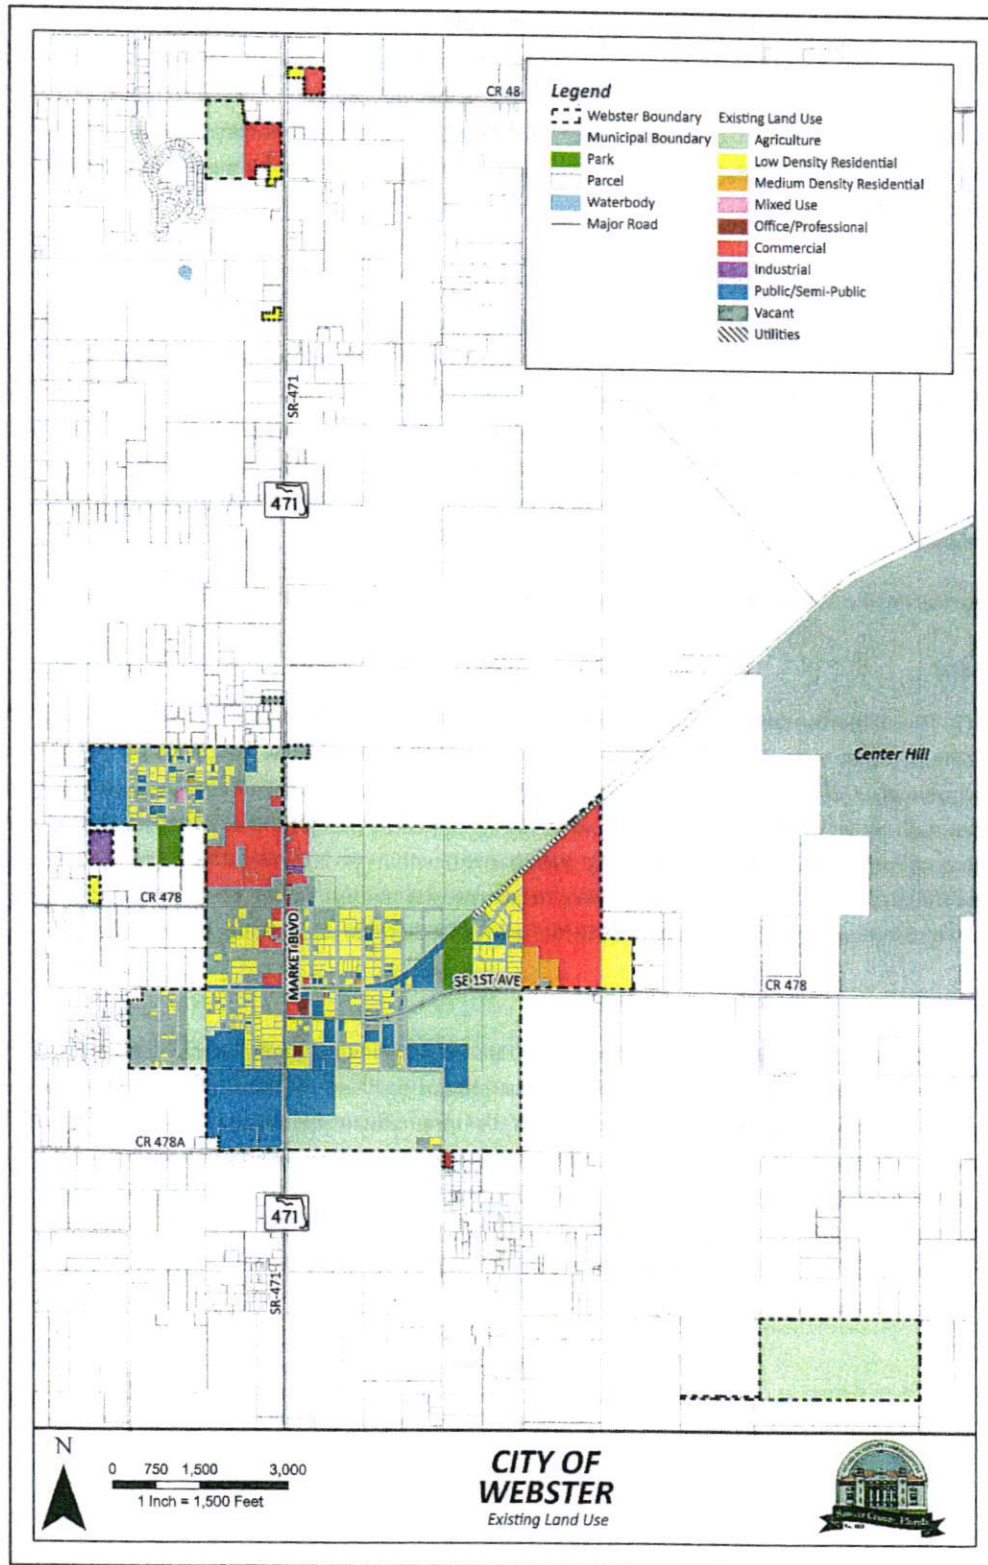 CR 48
Legend
Webster Boundary
Municipal Boundary
Park
Parcel
Waterbody
Major Road
Existing Land Use
Agriculture
Low Density Residential
Medium Density Residential
Mixed Use
Office/Professional
Commercial
Industrial
Public/Semi-Public
Vacant
Utilities
SR-471
471
Center Hill
CR 478
MARKET BLVD
SE 1ST AVE
CR 478
CR 478A
471
SR-471
N
0 750 1,500 3,000
1 Inch = 1,500 Feet
CITY OF
WEBSTER
Existing Land Use
Sumter County, Florida